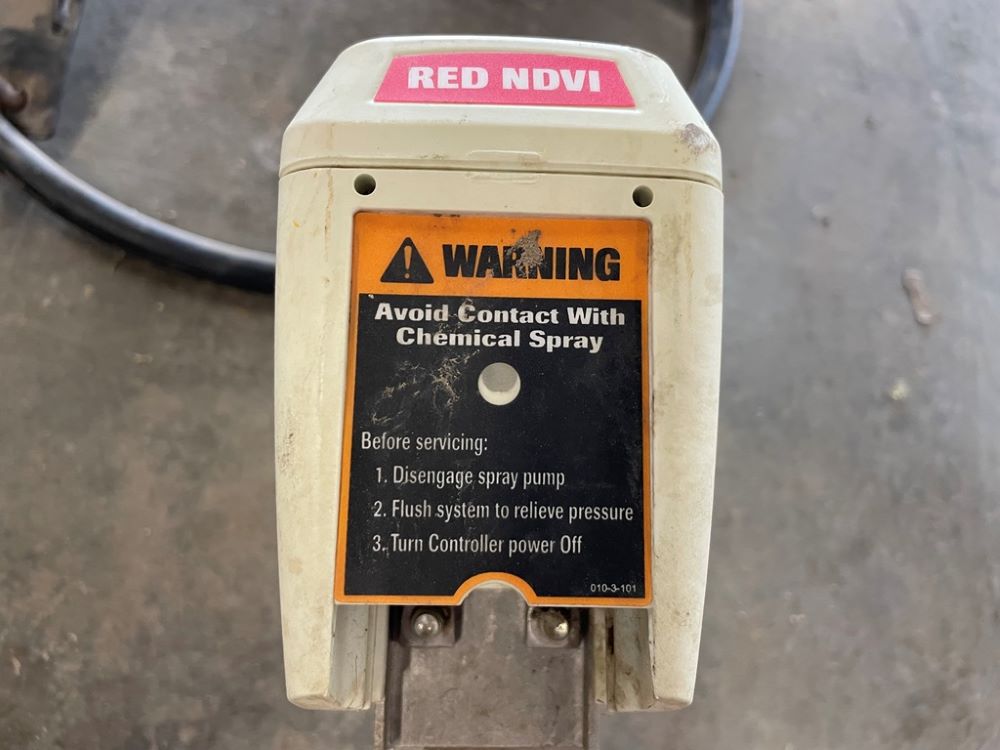 RED NDVI
WARNING
Avoid Contact With
Chemical Spray
Before servicing:
1. Disengage spray pump
2. Flush system to relieve pressure
3. Turn Controller power Off
010-3-101